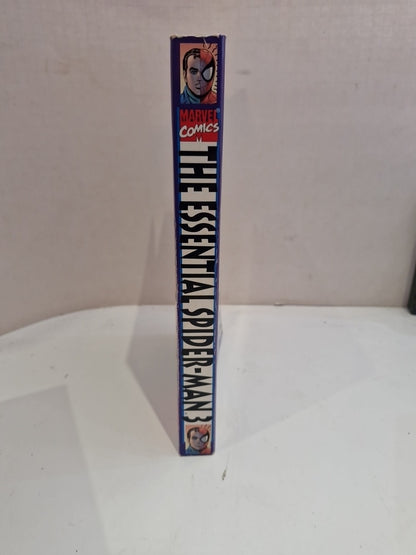 MARVEL
COMICS
THE ESSENTIAL SPIDER-MAN 3